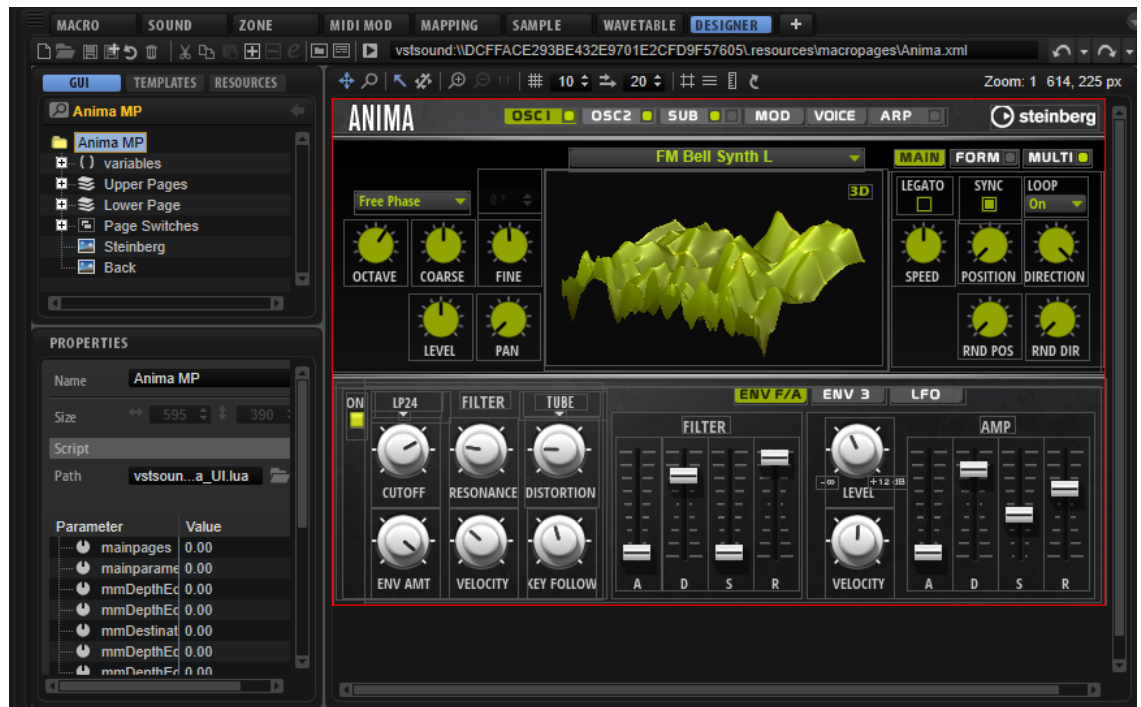 MACRO SOUND ZONE MIDI MOD MAPPING SAMPLE WAVETABLE DESIGNER +
vstsound:\\DCFFACE293BE432E9701E2CFD9F57605\.resources\macropages\Anima.xml
GUI TEMPLATES RESOURCES
10 20 Zoom: 1 614, 225 px
Anima MP
Anima MP
variables
Upper Pages
Lower Page
Page Switches
Steinberg
Back
PROPERTIES
Name Anima MP
Size 595 390
Script
Path vstsoun...a_UI.lua
Parameter Value
mainpages 0.00
mainparame 0.00
mmDepthEc 0.00
mmDepthEc 0.00
mmDestinat 0.00
mmDepthEc 0.00
mmDepthEc 0.00
ANIMA OSC1 OSC2 SUB MOD VOICE ARP steinberg
FM Bell Synth L MAIN FORM MULTI
Free Phase 0° 3D LEGATO SYNC LOOP
On
OCTAVE COARSE FINE SPEED POSITION DIRECTION
LEVEL PAN RND POS RND DIR
ON LP24 FILTER TUBE ENV F/A ENV 3 LFO
FILTER AMP
CUTOFF RESONANCE DISTORTION -∞ +12 dB
LEVEL
ENV AMT VELOCITY KEY FOLLOW A D S R VELOCITY A D S R